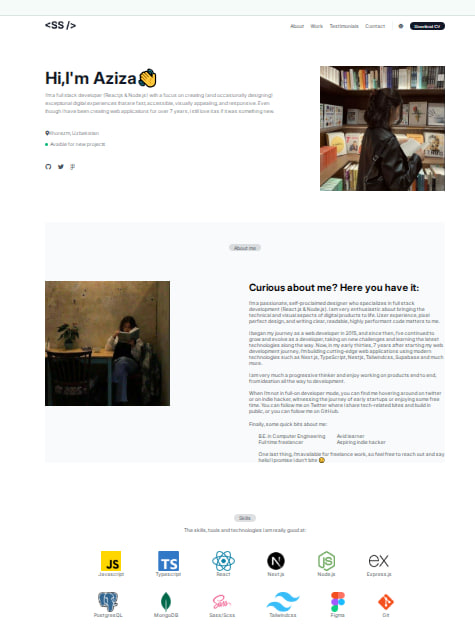 <SS />
About Work Testimonials Contact Download CV
Hi,I'm Aziza👋
I'm a full stack developer (React.js & Node.js) with a focus on creating (and occasionally designing)
exceptional digital experiences that are fast, accessible, visually appealing, and responsive. Even
though I have been creating web applications for over 7 years, I still love it as if it was something new.
Khorezm, Uzbekistan
Avaible for new projects
About me
Curious about me? Here you have it:
I'm a passionate, self-proclaimed designer who specializes in full stack
development (React.js & Node.js). I am very enthusiastic about bringing the
technical and visual aspects of digital products to life. User experience, pixel
perfect design, and writing clear, readable, highly performant code matters to me.
I began my journey as a web developer in 2015, and since then, I've continued to
grow and evolve as a developer, taking on new challenges and learning the latest
technologies along the way. Now, in my early thirties, 7 years after starting my web
development journey, I'm building cutting-edge web applications using modern
technologies such as Next.js, TypeScript, Nestjs, Tailwindcss, Supabase and much
more.
I am very much a progressive thinker and enjoy working on products end to end,
from ideation all the way to development.
When I'm not in full-on developer mode, you can find me hovering around on twitter
or on indie hacker, witnessing the journey of early startups or enjoying some free
time. You can follow me on Twitter where I share tech-related bites and build in
public, or you can follow me on GitHub.
Finally, some quick bits about me:
B.E. in Computer Engineering Avid learner
Full time freelancer Aspiring indie hacker
One last thing, I'm available for freelance work, so feel free to reach out and say
hello! I promise I don't bite 😉
Skills
The skills, tools and technologies I am really good at:
JS TS N JS ex
Javascript Typescript React Next.js Node.js Express.js
Sass
PostgreSQL MongoDB Sass/Scss Tailwindcss Figma Git